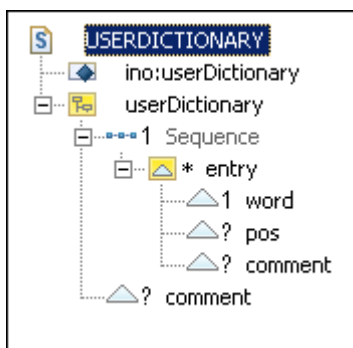 S USERDICTIONARY
ino:userDictionary
userDictionary
1 Sequence
* entry
1 word
? pos
? comment
? comment